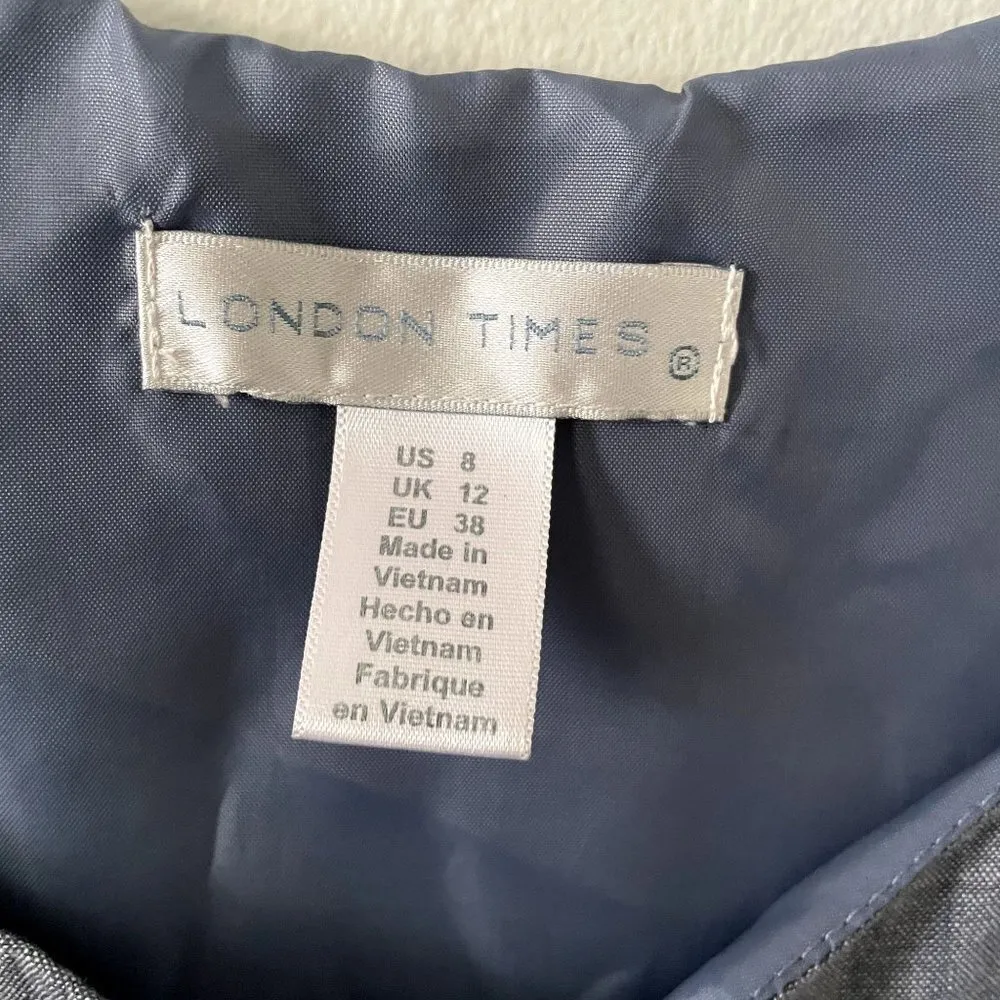 LONDON TIMES ®
US 8
UK 12
EU 38
Made in
Vietnam
Hecho en
Vietnam
Fabrique
en Vietnam